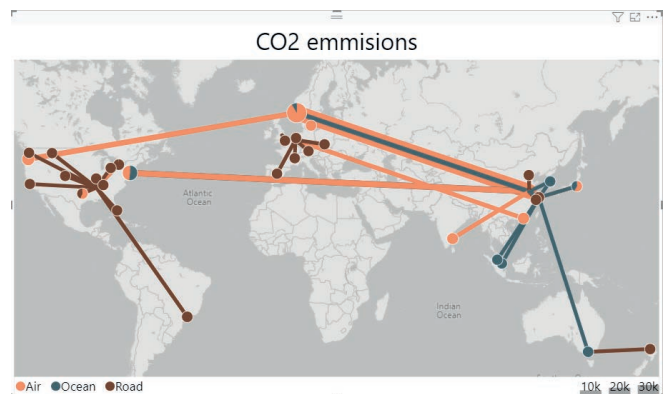 CO2 emmisions
Atlantic
Ocean
Indian
Ocean
Air Ocean Road
10k 20k 30k